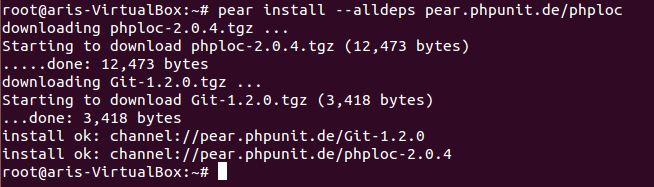 root@aris-VirtualBox:~# pear install --alldeps pear.phpunit.de/phploc
downloading phploc-2.0.4.tgz ...
Starting to download phploc-2.0.4.tgz (12,473 bytes)
.....done: 12,473 bytes
downloading Git-1.2.0.tgz ...
Starting to download Git-1.2.0.tgz (3,418 bytes)
...done: 3,418 bytes
install ok: channel://pear.phpunit.de/Git-1.2.0
install ok: channel://pear.phpunit.de/phploc-2.0.4
root@aris-VirtualBox:~#